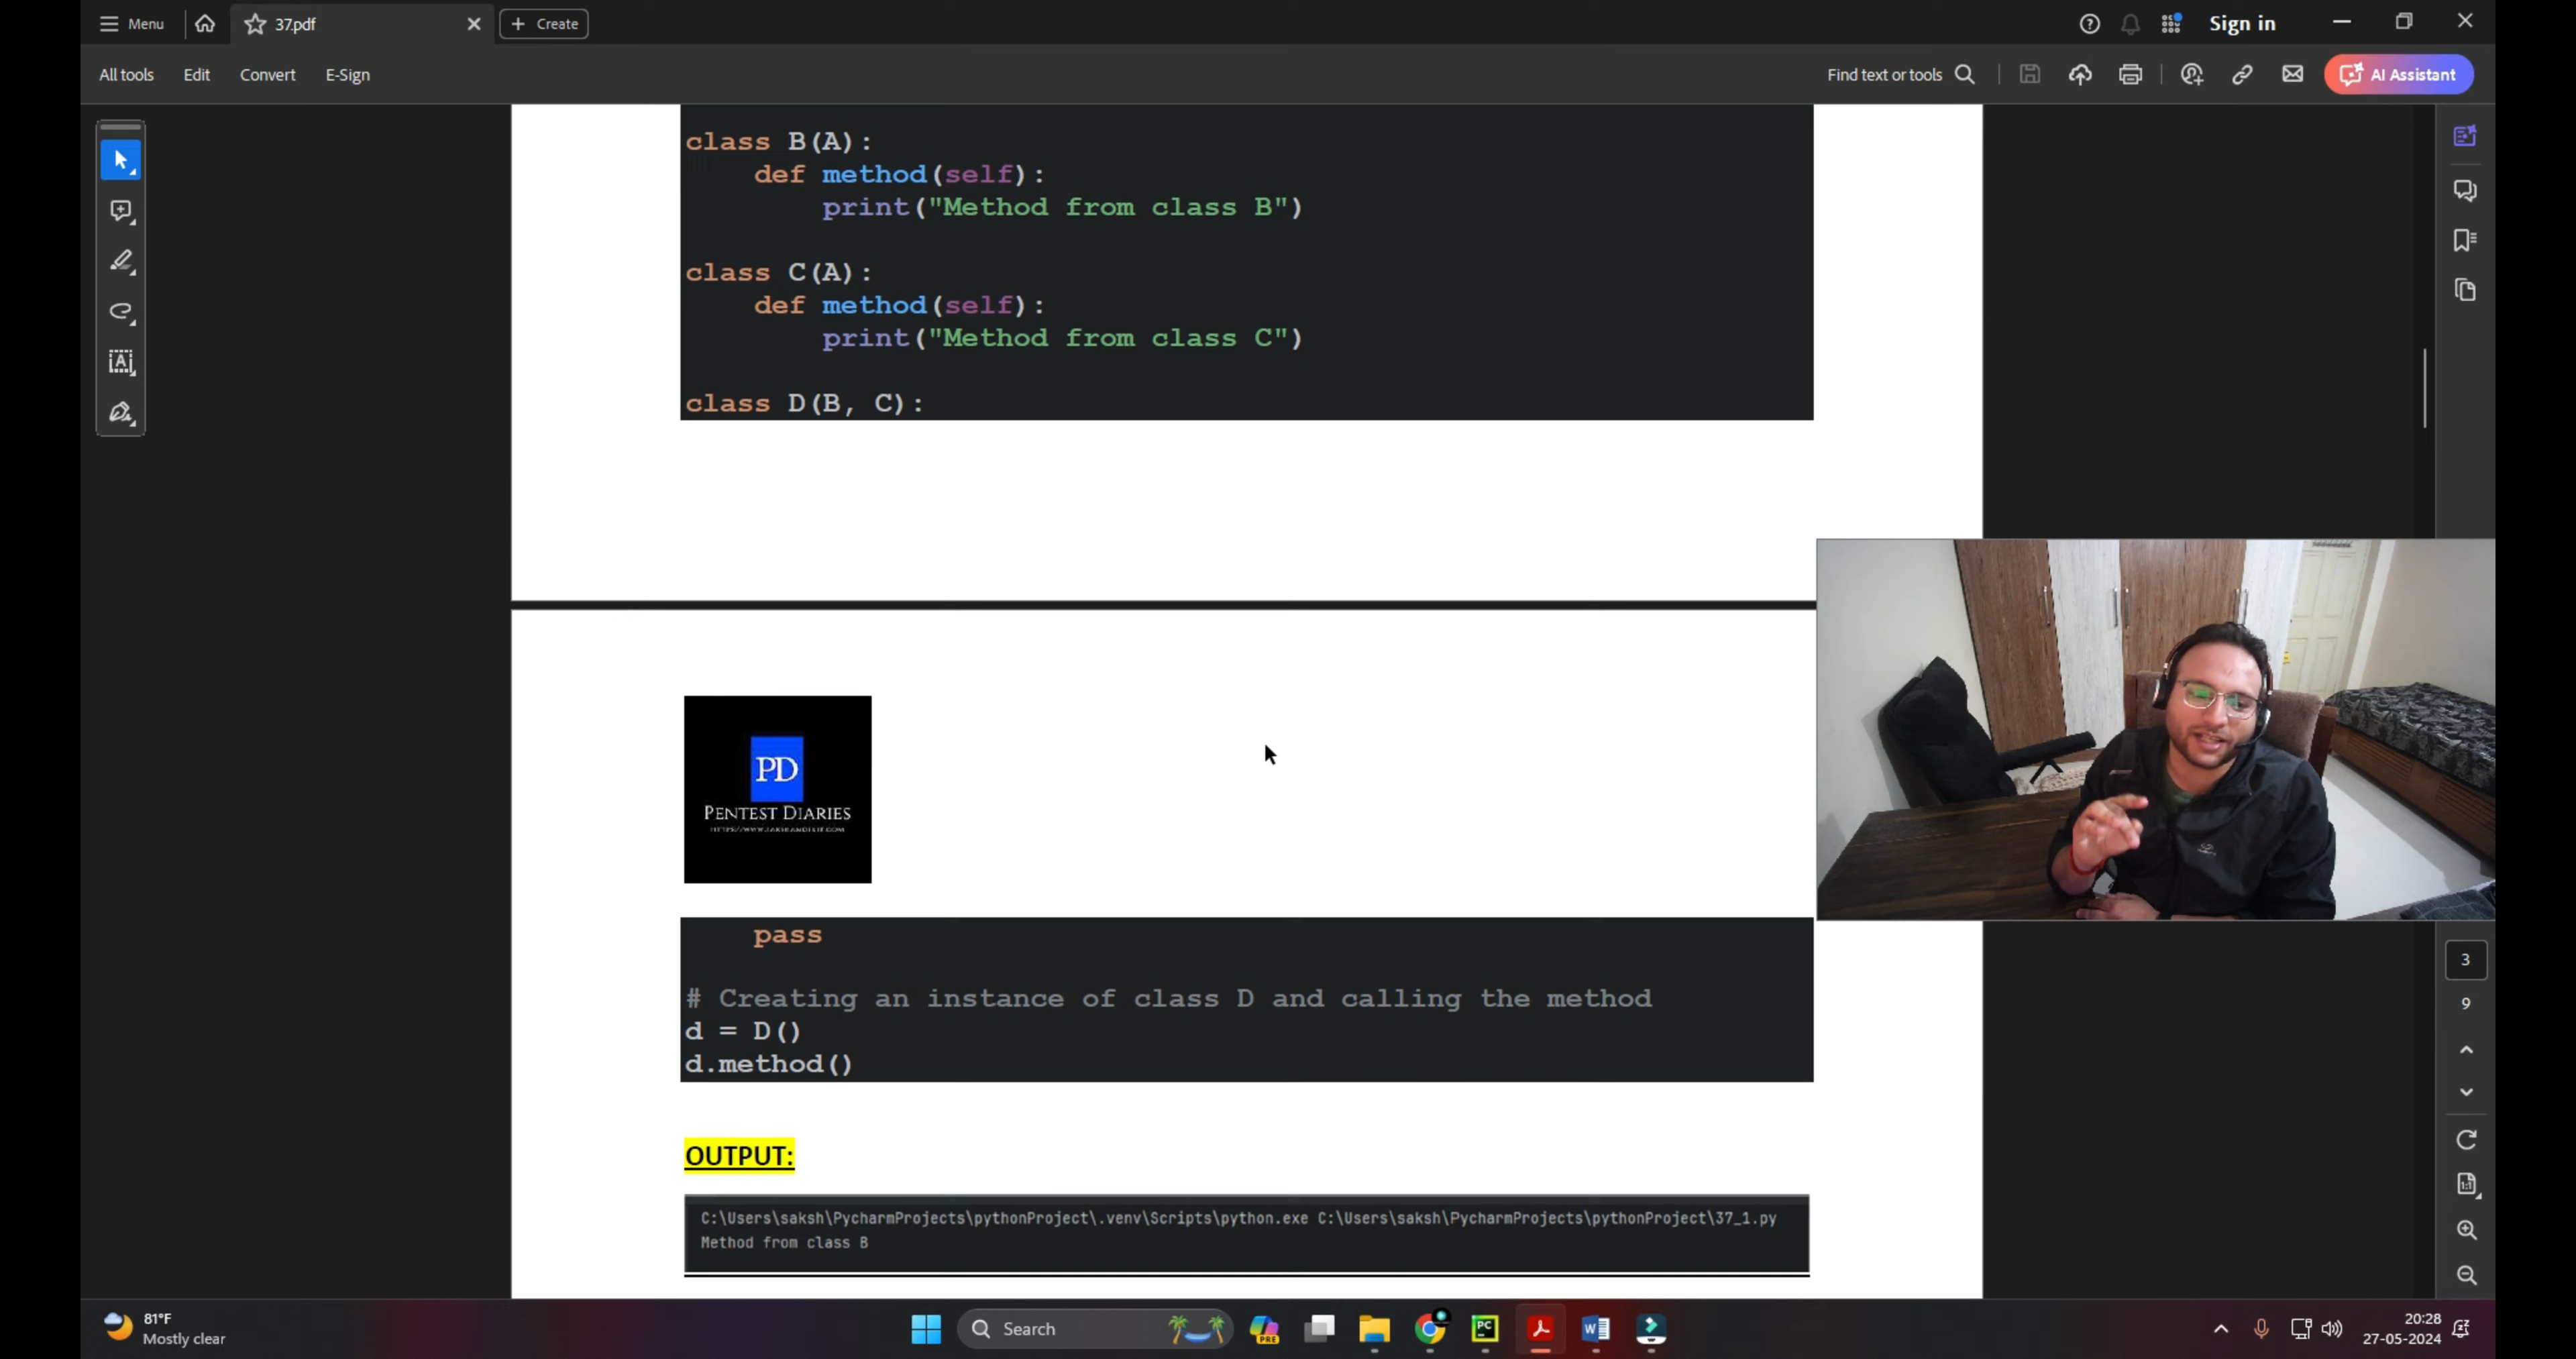 Menu
37.pdf
Create
Sign in
All tools
Edit
Convert
E-Sign
Find text or tools
AI Assistant
class B(A):
    def method(self):
        print("Method from class B")
class C(A):
    def method(self):
        print("Method from class C")
class D(B, C):
PD
PENTEST DIARIES
    pass
# Creating an instance of class D and calling the method
d = D()
d.method()
OUTPUT:
C:\Users\saksh\PycharmProjects\pythonProject\.venv\Scripts\python.exe C:\Users\saksh\PycharmProjects\pythonProject\37_1.py
Method from class B
3
9
81°F
Mostly clear
Search
PRE
PC
20:28
27-05-2024